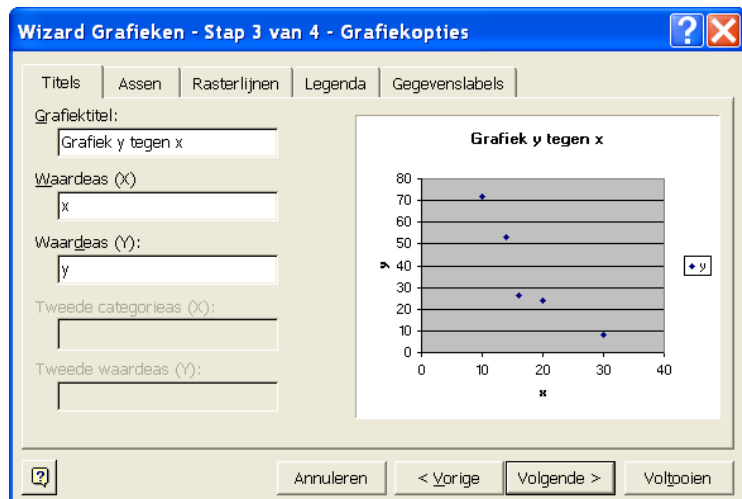 Wizard Grafieken - Stap 3 van 4 - Grafiekopties
Titels Assen Rasterlijnen Legenda Gegevenslabels
Grafiektitel:
Grafiek y tegen x
Waardeas (X)
x
Waardeas (Y):
y
Tweede categorieas (X):
Tweede waardeas (Y):
Grafiek y tegen x
80
70
60
50
40
30
20
10
0
y
0 10 20 30 40
x
y
Annuleren < Vorige Volgende > Voltooien